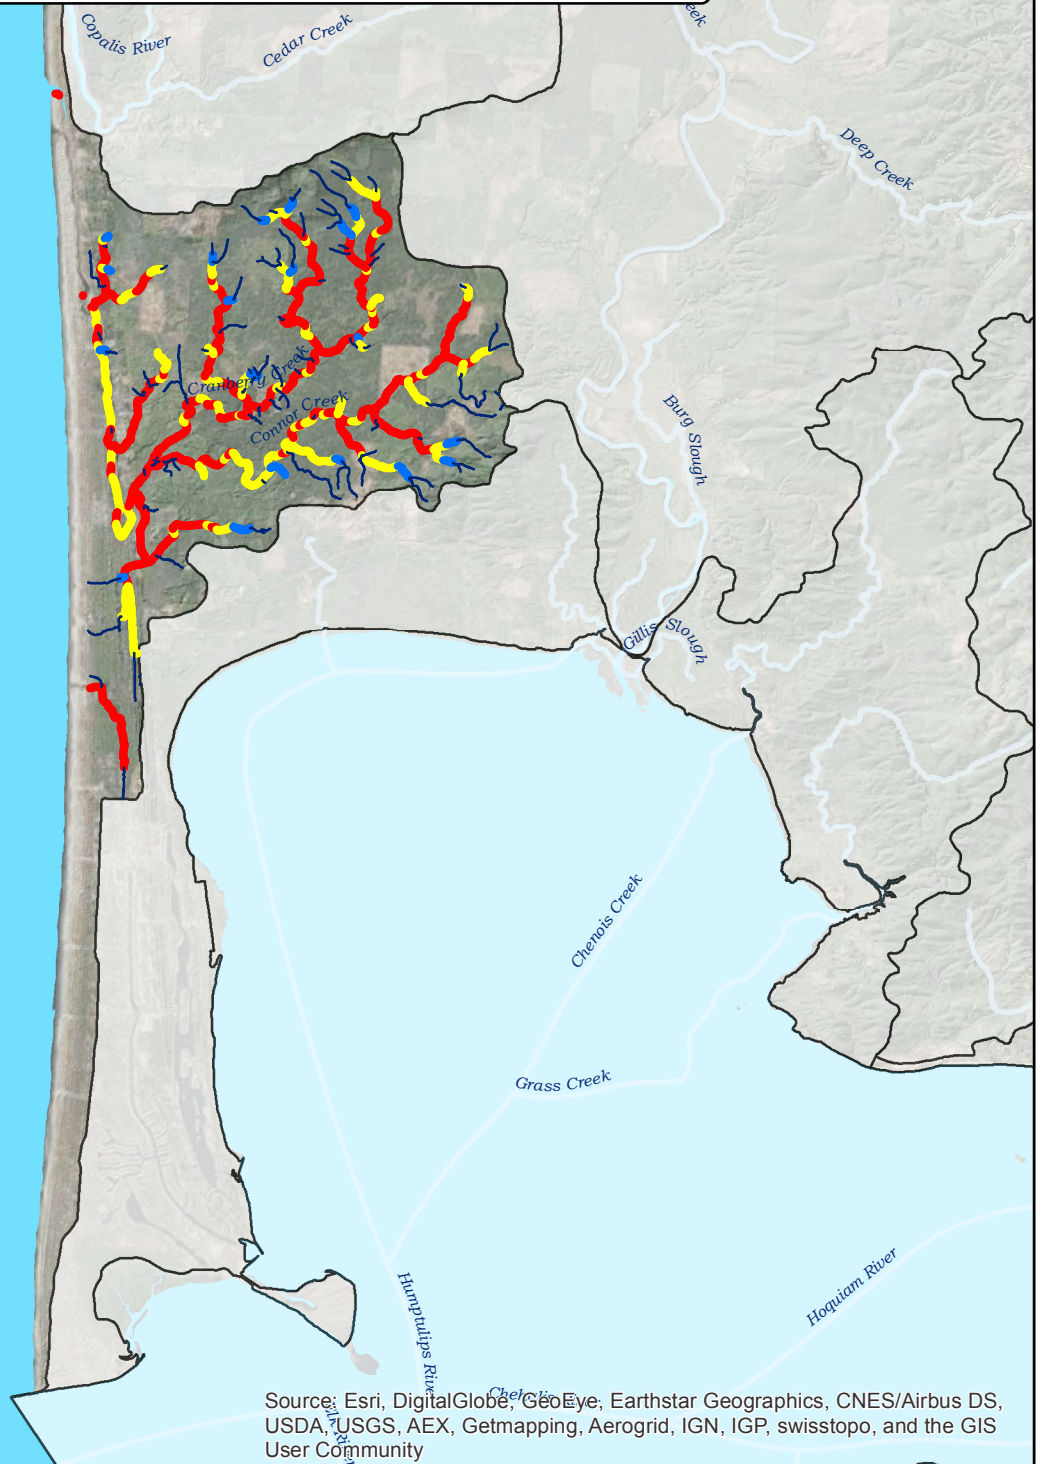 Copalis River
Cedar Creek
eek
Deep Creek
Cranberry Creek
Connor Creek
Burg Slough
Gillis Slough
Chenois Creek
Grass Creek
Humptulips River
Hoquiam River
Source: Esri, DigitalGlobe, GeoEye, Earthstar Geographics, CNES/Airbus DS,
USDA, USGS, AEX, Getmapping, Aerogrid, IGN, IGP, swisstopo, and the GIS
User Community